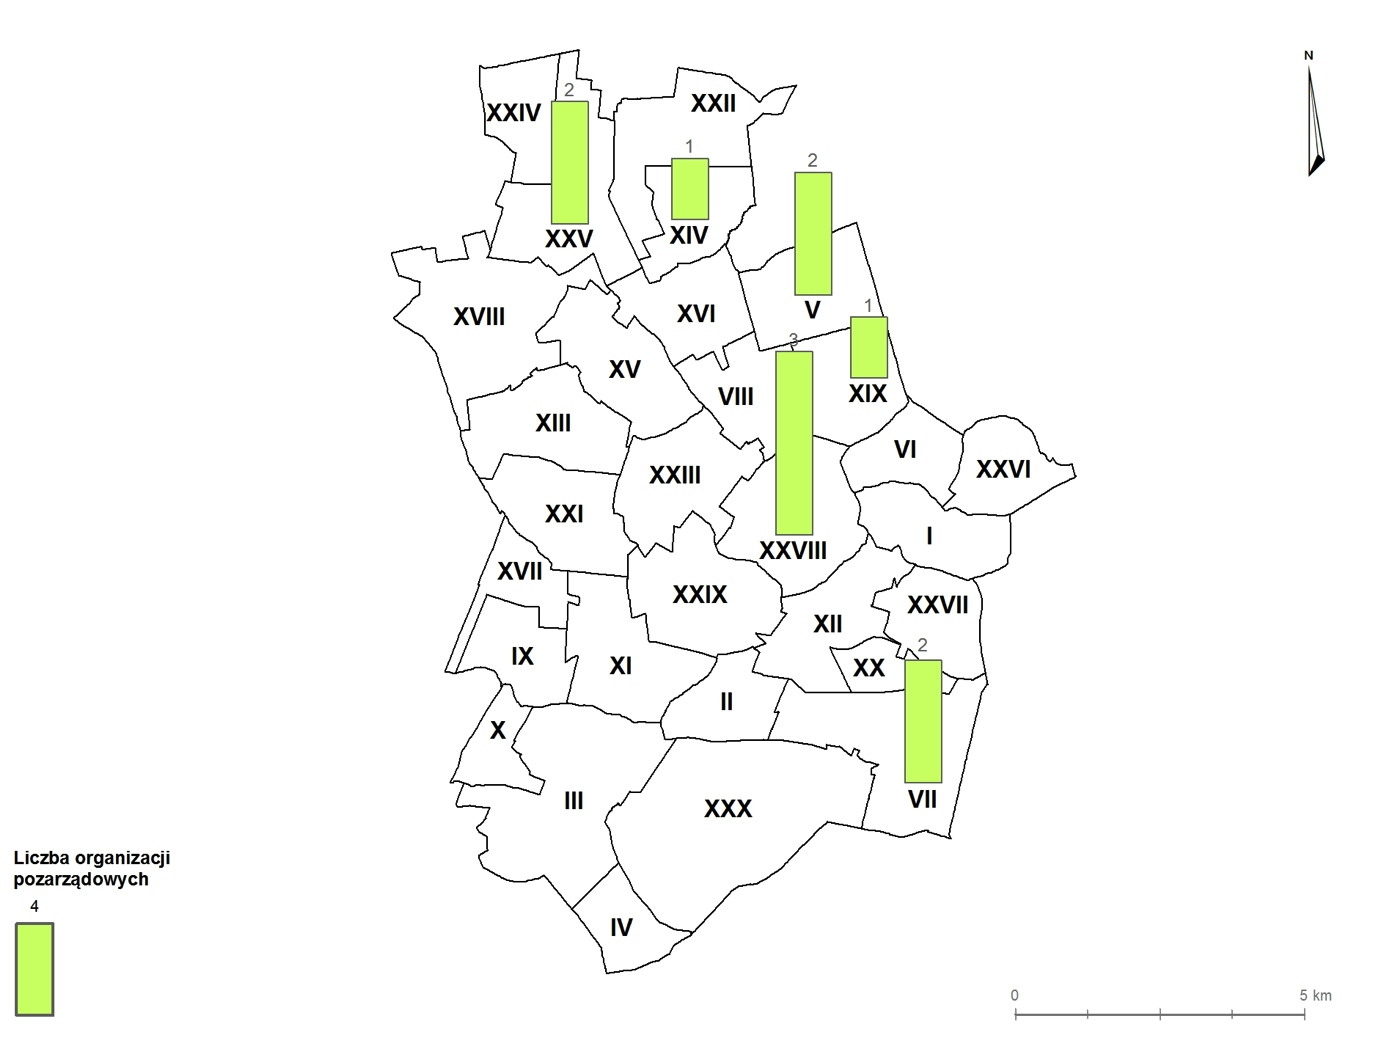 N
XXIV
2
XXII
1
2
XXV
XIV
XVIII
XVI
V
1
3
XV
VIII
XIX
XIII
VI
XXVI
XXIII
XXI
I
XXVIII
XVII
XXIX
XXVII
XII
2
IX
XI
XX
II
X
III
XXX
VII
IV
Liczba organizacji
pozarządowych
4
0
5 km